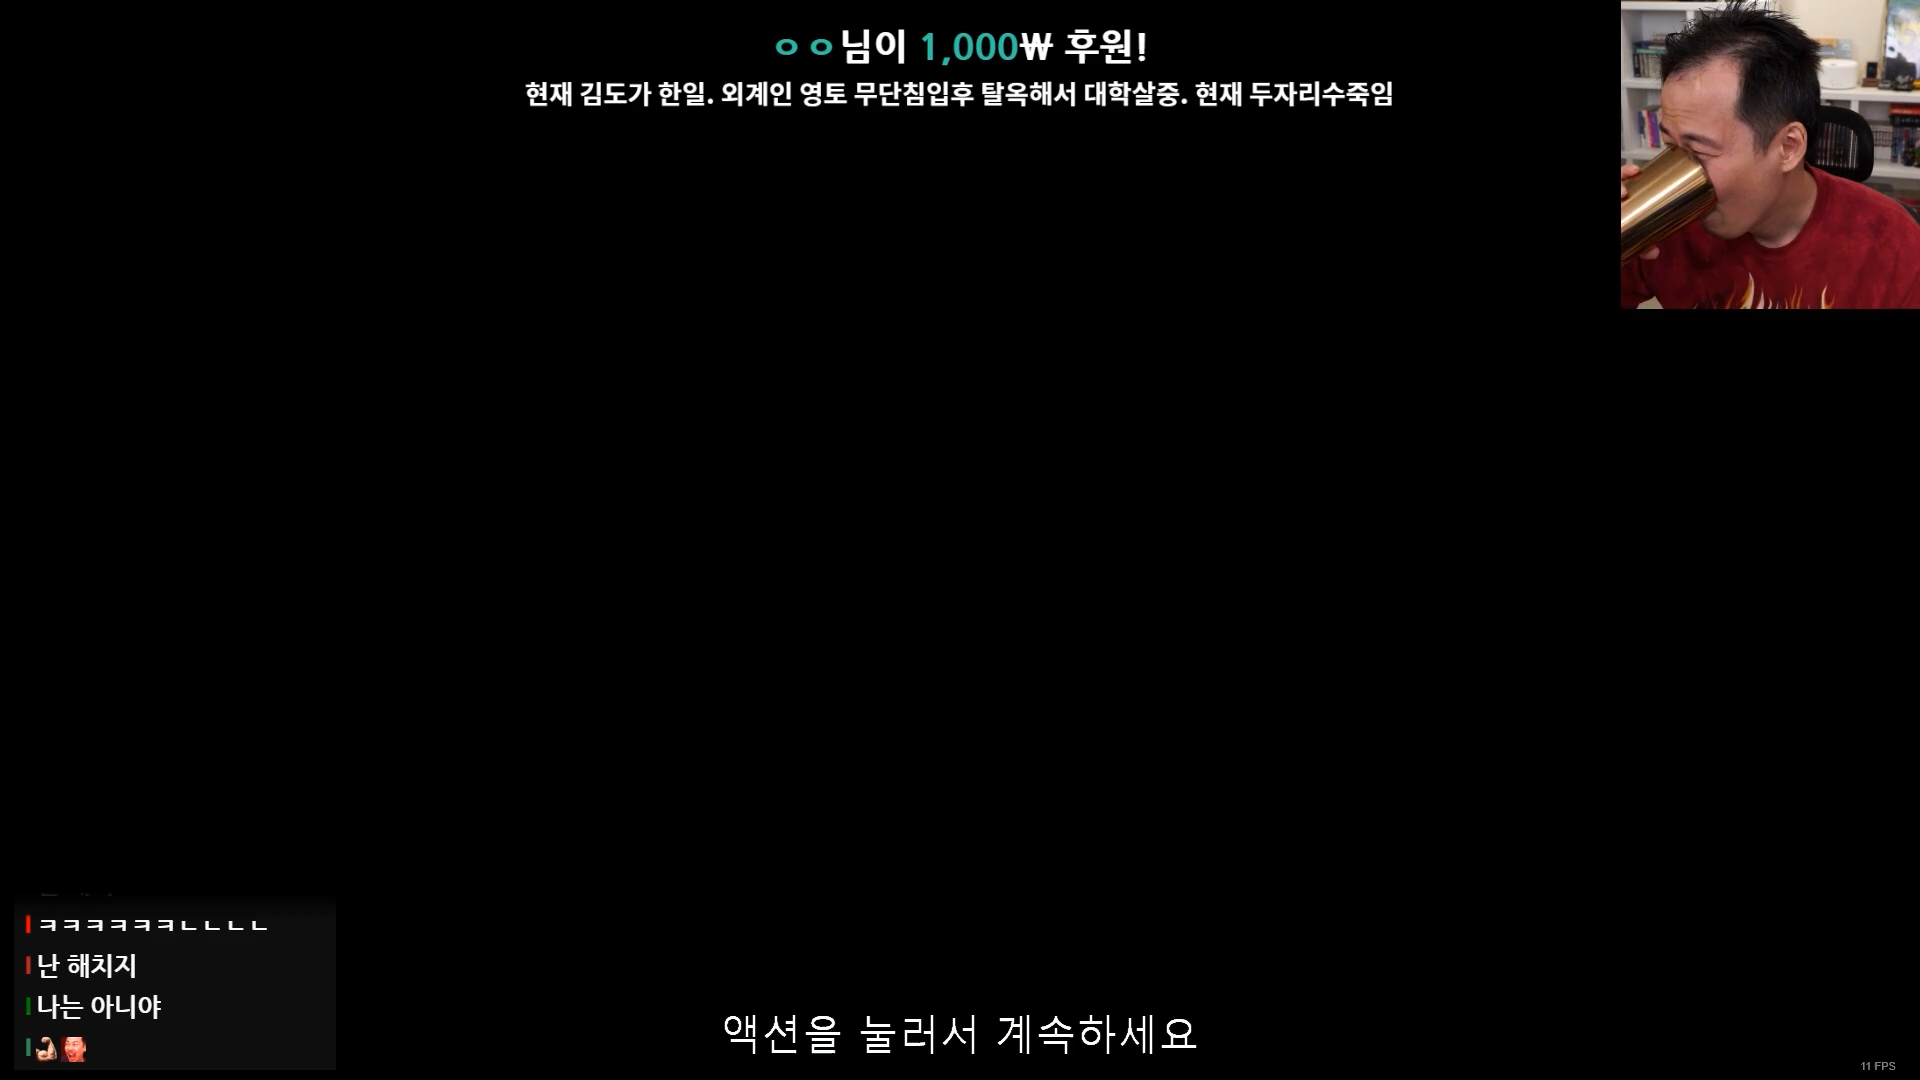 ㅇㅇ님이 1,000₩ 후원!
현재 김도가 한일. 외계인 영토 무단침입후 탈옥해서 대학살중. 현재 두자리수죽임
ㅋㅋㅋㅋㅋㅋㄴㄴㄴㄴ
난 해치지
나는 아니야
액션을 눌러서 계속하세요
11 FPS